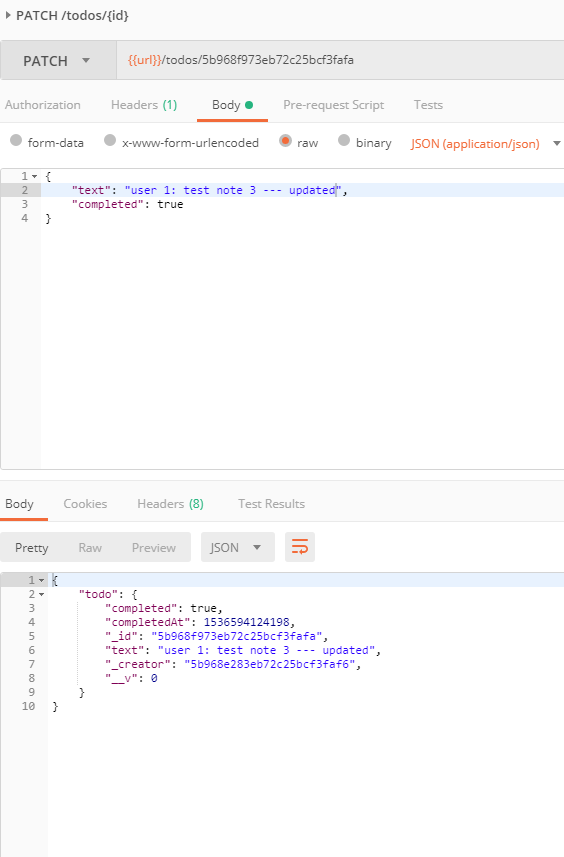 PATCH /todos/{id}
PATCH {{url}}/todos/5b968f973eb72c25bcf3fafa
Authorization Headers (1) Body Pre-request Script Tests
form-data x-www-form-urlencoded raw binary JSON (application/json)
1 {
2 "text": "user 1: test note 3 --- updated",
3 "completed": true
4 }
Body Cookies Headers (8) Test Results
Pretty Raw Preview JSON
1 {
2 "todo": {
3 "completed": true,
4 "completedAt": 1536594124198,
5 "_id": "5b968f973eb72c25bcf3fafa",
6 "text": "user 1: test note 3 --- updated",
7 "_creator": "5b968e283eb72c25bcf3faf6",
8 "__v": 0
9 }
10 }